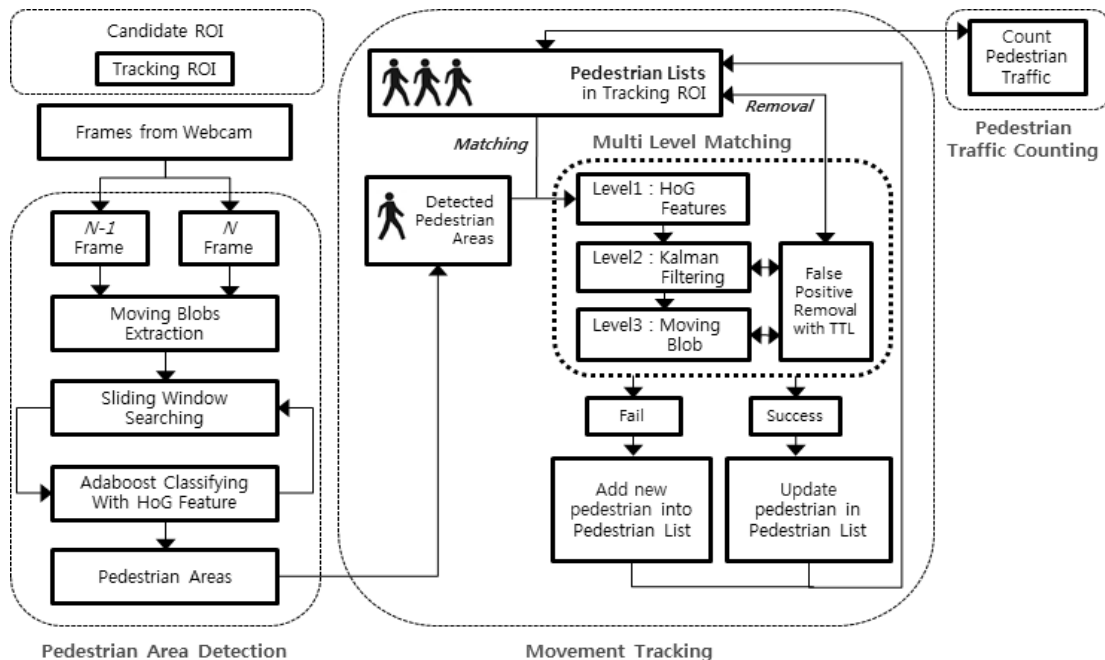 Candidate ROI
Tracking ROI
Frames from Webcam
N-1
Frame
N
Frame
Moving Blobs
Extraction
Sliding Window
Searching
Adaboost Classifying
With HoG Feature
Pedestrian Areas
Pedestrian Area Detection
Pedestrian Lists
in Tracking ROI
Matching
Removal
Multi Level Matching
Detected
Pedestrian
Areas
Level1 : HoG
Features
Level2 : Kalman
Filtering
Level3 : Moving
Blob
False
Positive
Removal
with TTL
Fail
Success
Add new
pedestrian into
Pedestrian List
Update
pedestrian in
Pedestrian List
Movement Tracking
Count
Pedestrian
Traffic
Pedestrian
Traffic Counting